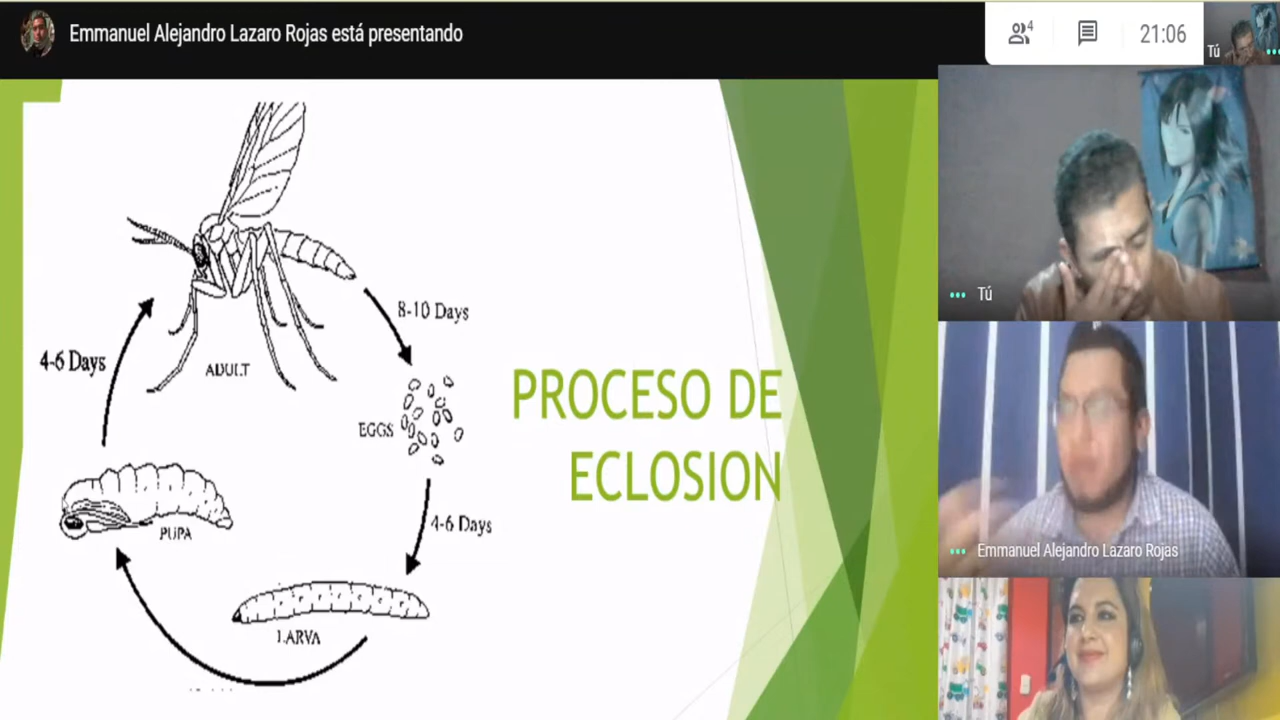 Emmanuel Alejandro Lazaro Rojas está presentando
4
21:06
Tú
8-10 Days
4-6 Days
ADULT
EGGS
PROCESO DE
ECLOSION
Tú
4-6 Days
PUPA
LARVA
Emmanuel Alejandro Lazaro Rojas